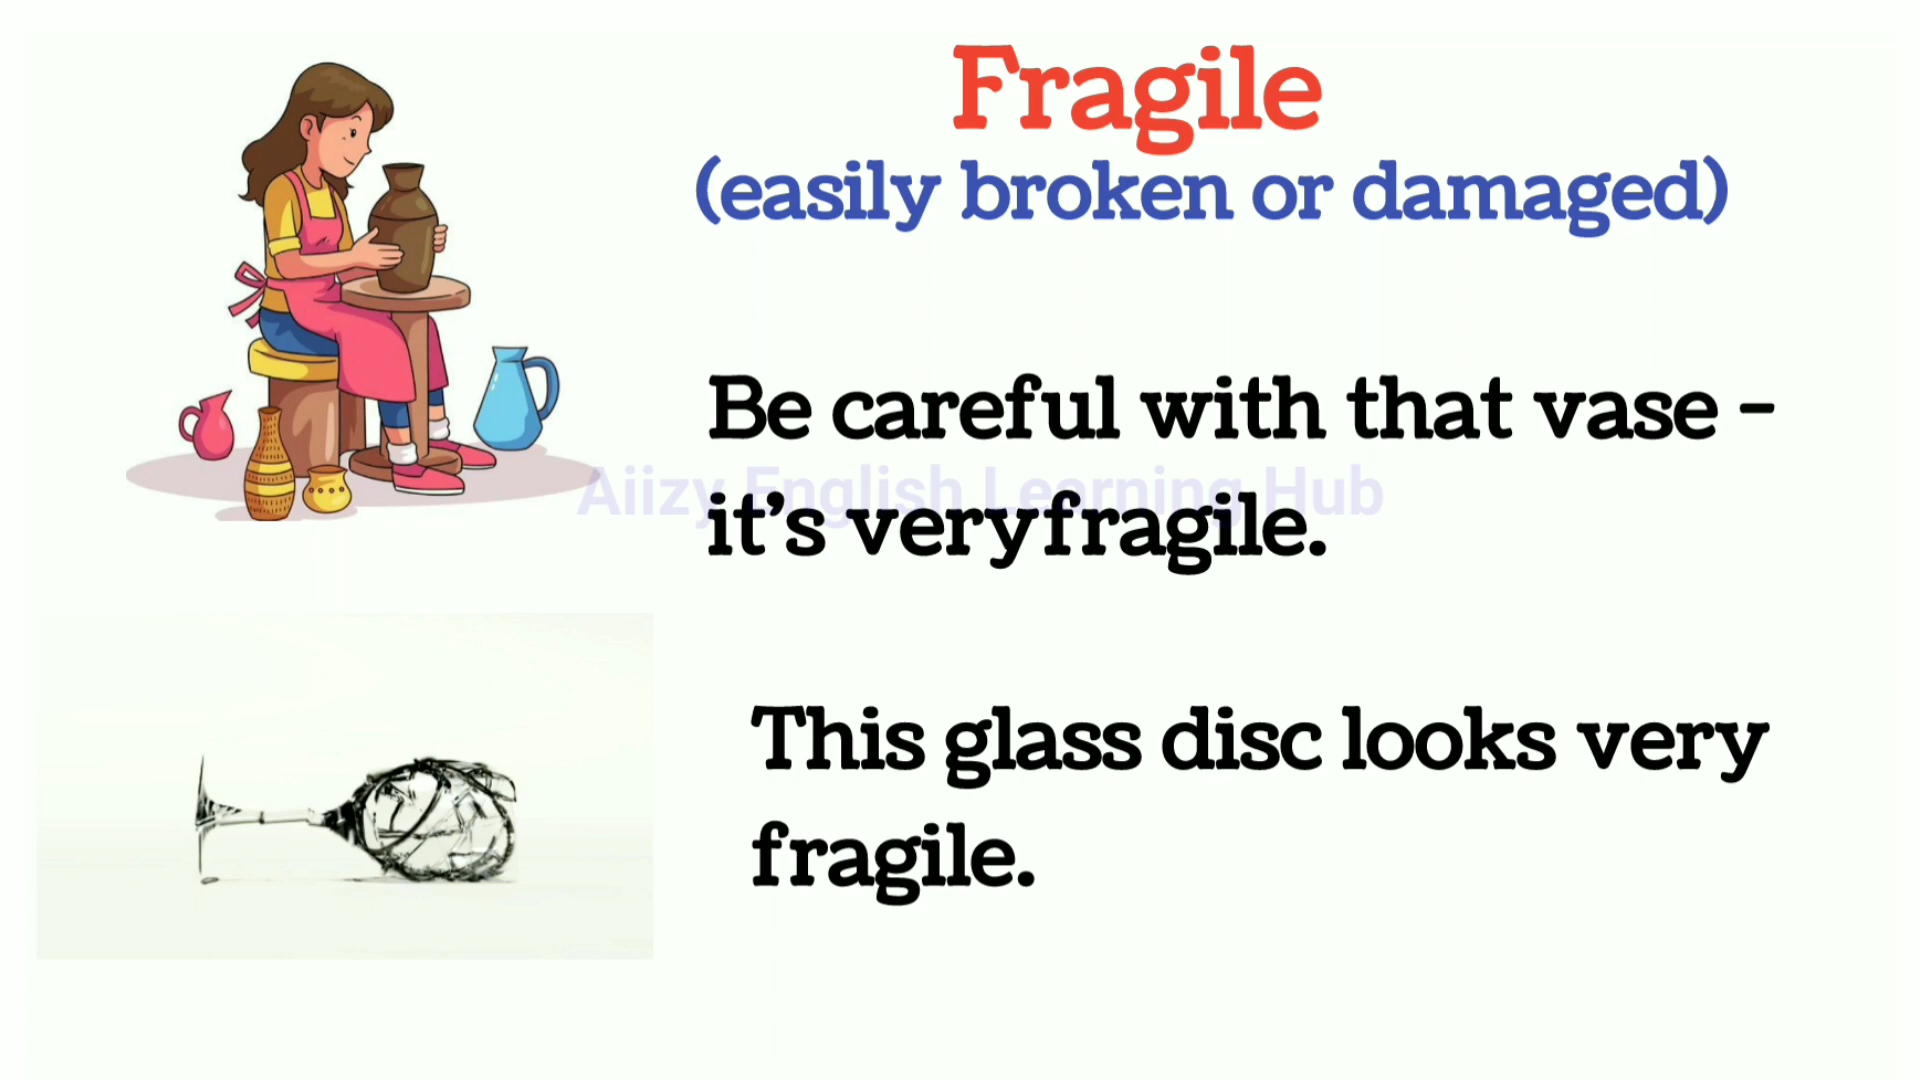 Fragile
(easily broken or damaged)
Be careful with that vase -
Aiizy English Learning Hub
it's veryfragile.
This glass disc looks very
fragile.